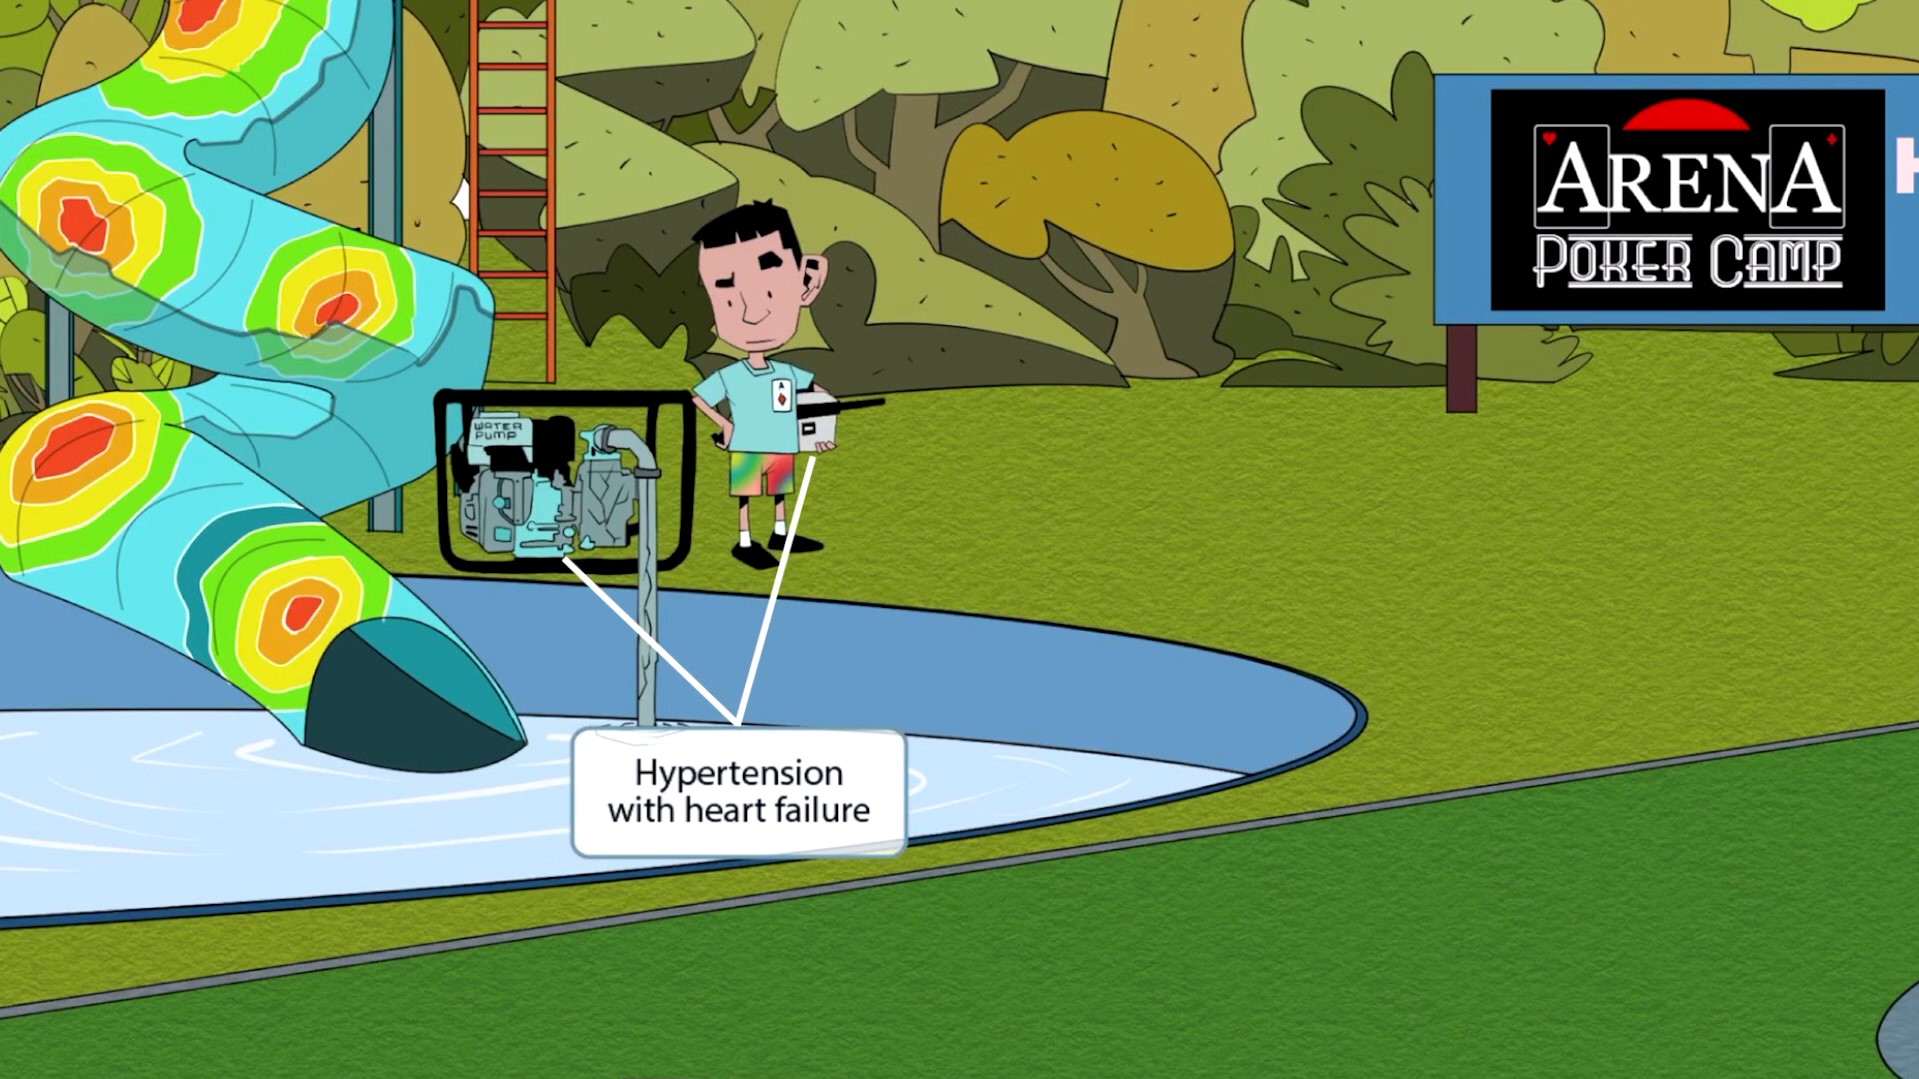 ARENA
POKER CAMP
H
WATER
PUMP
A
Hypertension
with heart failure